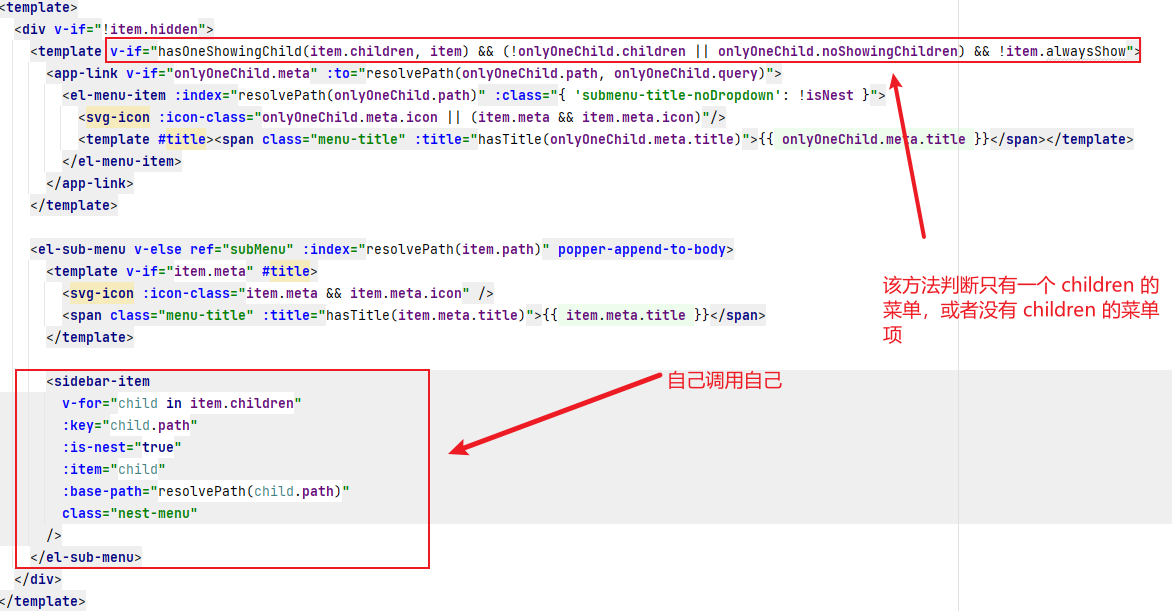 <template>
<div v-if="!item.hidden">
<template v-if="hasOneShowingChild(item.children, item) && (!onlyOneChild.children || onlyOneChild.noShowingChildren) && !item.alwaysShow">
<app-link v-if="onlyOneChild.meta" :to="resolvePath(onlyOneChild.path, onlyOneChild.query)">
<el-menu-item :index="resolvePath(onlyOneChild.path)" :class="{ 'submenu-title-noDropdown': !isNest }">
<svg-icon :icon-class="onlyOneChild.meta.icon || (item.meta && item.meta.icon)"/>
<template #title><span class="menu-title" :title="hasTitle(onlyOneChild.meta.title)">{{ onlyOneChild.meta.title }}</span></template>
</el-menu-item>
</app-link>
</template>
<el-sub-menu v-else ref="subMenu" :index="resolvePath(item.path)" popper-append-to-body>
<template v-if="item.meta" #title>
<svg-icon :icon-class="item.meta && item.meta.icon" />
<span class="menu-title" :title="hasTitle(item.meta.title)">{{ item.meta.title }}</span>
</template>
该方法判断只有一个 children 的
菜单，或者没有 children 的菜单
项
<sidebar-item
v-for="child in item.children"
:key="child.path"
:is-nest="true"
:item="child"
:base-path="resolvePath(child.path)"
class="nest-menu"
/>
自己调用自己
</el-sub-menu>
</div>
</template>